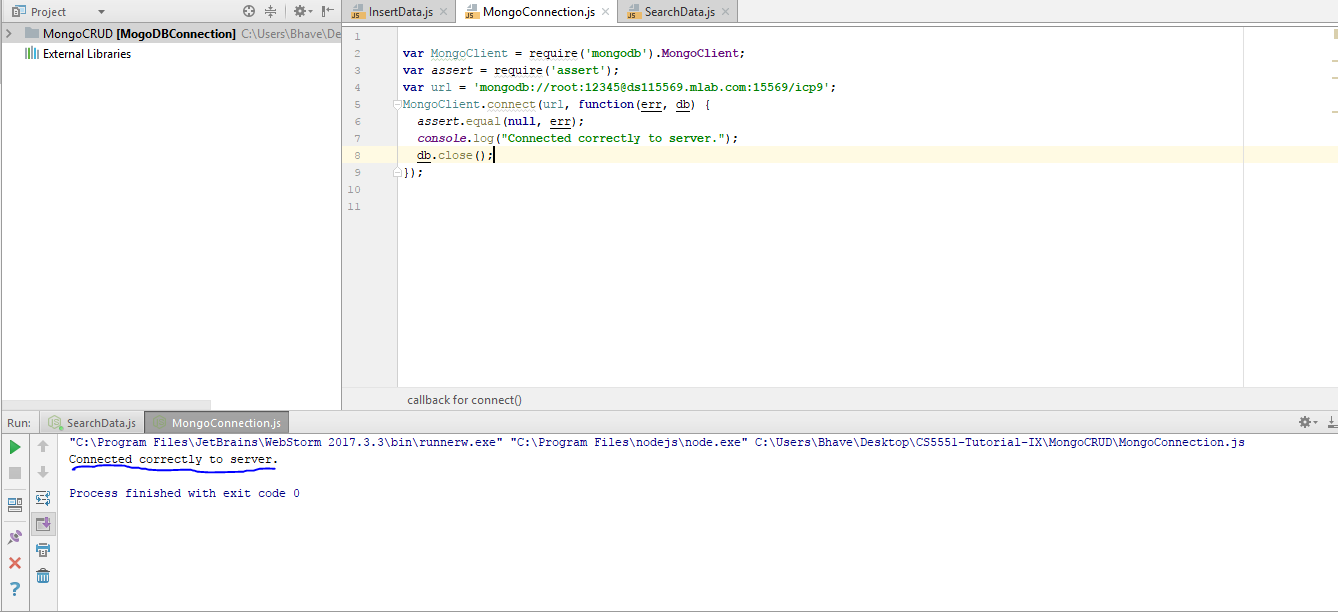 Project
InsertData.js
MongoConnection.js
SearchData.js
MongoCRUD [MogoDBConnection] C:\Users\Bhave\De
External Libraries
1
2 var MongoClient = require('mongodb').MongoClient;
3 var assert = require('assert');
4 var url = 'mongodb://root:12345@ds115569.mlab.com:15569/icp9';
5 MongoClient.connect(url, function(err, db) {
6 assert.equal(null, err);
7 console.log("Connected correctly to server.");
8 db.close();
9 });
10
11
callback for connect()
Run: SearchData.js MongoConnection.js
"C:\Program Files\JetBrains\WebStorm 2017.3.3\bin\runnerw.exe" "C:\Program Files\nodejs\node.exe" C:\Users\Bhave\Desktop\CS5551-Tutorial-IX\MongoCRUD\MongoConnection.js
Connected correctly to server.
Process finished with exit code 0